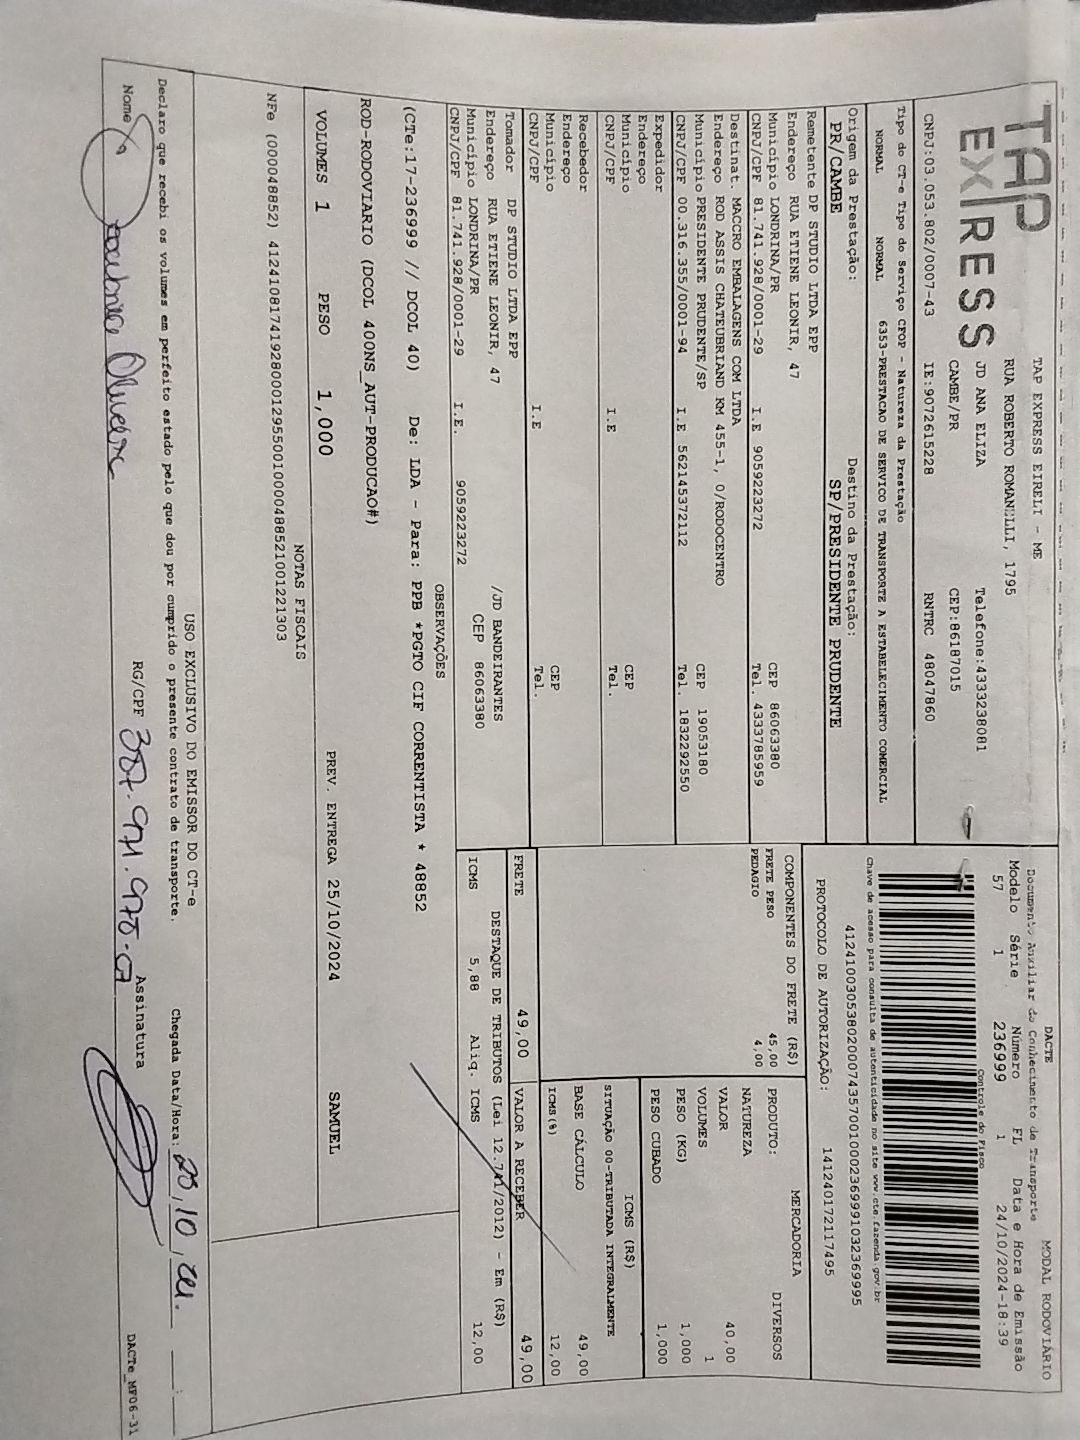 TAP EXPRESS
TAP EXPRESS EIRELI - ME
RUA ROBERTO ROMANELLI, 1795
JD ANA ELIZA Telefone:4333238081
CAMBE/PR CEP:86187015
CNPJ:03.053.802/0007-43 IE:9072615228 RNTRC 48047860
DACTE MODAL RODOVIÁRIO
Documento Auxiliar do Conhecimento de Transporte
Modelo Série Número FL Data e Hora de Emissão
57 1 236999 1 24/10/2024-18:39
Controle do Fisco
Chave de acesso para consulta de autenticidade no site www.cte.fazenda.gov.br
41241003053802000743570010002369991032369995
PROTOCOLO DE AUTORIZAÇÃO: 141240172117495
Tipo do CT-e Tipo do Serviço CFOP - Natureza da Prestação
NORMAL NORMAL 6353-PRESTACAO DE SERVICO DE TRANSPORTE A ESTABELECIMENTO COMERCIAL
Origem da Prestação: Destino da Prestação:
PR/CAMBE SP/PRESIDENTE PRUDENTE
Remetente DP STUDIO LTDA EPP
Endereço RUA ETIENE LEONIR, 47
Município LONDRINA/PR CEP 86063380
CNPJ/CPF 81.741.928/0001-29 I.E 9059223272 Tel. 4333785959
Destinat. MACCRO EMBALAGENS COM LTDA
Endereço ROD ASSIS CHATEUBRIAND KM 455-1, 0/RODOCENTRO
Município PRESIDENTE PRUDENTE/SP CEP 19053180
CNPJ/CPF 00.316.355/0001-94 I.E 562145372112 Tel. 1832292550
Expedidor
Endereço
Município CEP
CNPJ/CPF I.E Tel.
Recebedor
Endereço
Município CEP
CNPJ/CPF I.E Tel.
Tomador DP STUDIO LTDA EPP
Endereço RUA ETIENE LEONIR, 47 /JD BANDEIRANTES
Município LONDRINA/PR CEP 86063380
CNPJ/CPF 81.741.928/0001-29 I.E. 9059223272
COMPONENTES DO FRETE (R$)
FRETE PESO 45,00
PEDAGIO 4,00
PRODUTO: MERCADORIA
NATUREZA DIVERSOS
VALOR 40,00
VOLUMES 1
PESO (KG) 1,000
PESO CUBADO 1,000
ICMS (R$)
SITUAÇÃO 00-TRIBUTADA INTEGRALMENTE
BASE CÁLCULO 49,00
ICMS(%) 12,00
FRETE 49,00 VALOR A RECEBER 49,00
DESTAQUE DE TRIBUTOS (Lei 12.741/2012) - Em (R$)
ICMS 5,88 Aliq. ICMS 12,00
OBSERVAÇÕES
(CTe:17-236999 // DCOL 40) De: LDA - Para: PPB *PGTO CIF CORRENTISTA * 48852
ROD-RODOVIARIO (DCOL 400NS_AUT-PRODUCAO#)
VOLUMES 1 PESO 1,000 PREV. ENTREGA 25/10/2024 SAMUEL
NOTAS FISCAIS
NFe (000048852) 41241081741928000129550010000488521001221303
USO EXCLUSIVO DO EMISSOR DO CT-e
Declaro que recebi os volumes em perfeito estado pelo que dou por cumprido o presente contrato de transporte. Chegada Data/Hora:
Nome Oliveira RG/CPF 387.971.978-07 Assinatura
DACTe_MF06-31